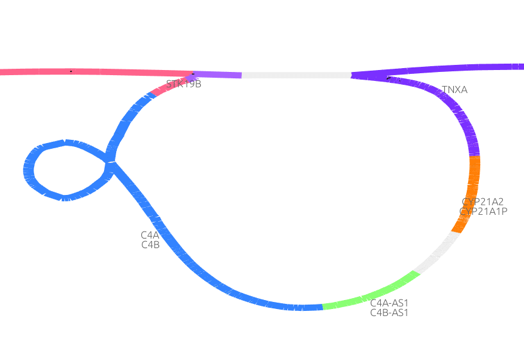 STK19B
TNXA
CYP21A2
CYP21A1P
C4A
C4B
C4A-AS1
C4B-AS1